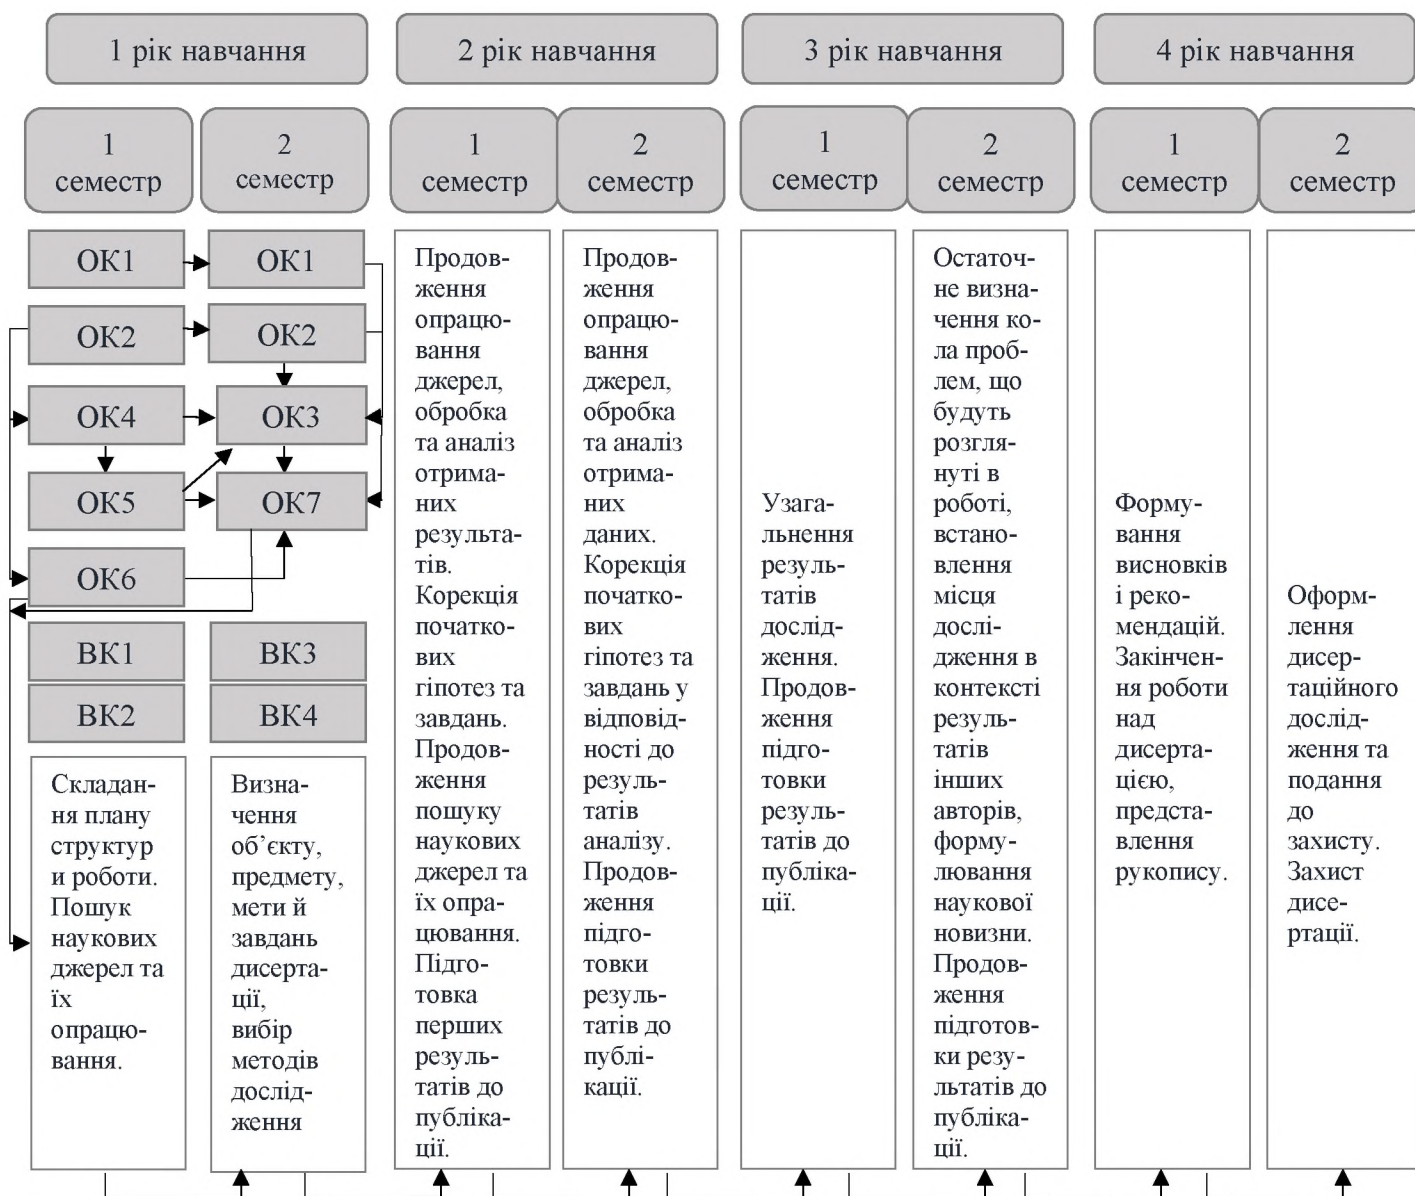 1 рік навчання
2 рік навчання
3 рік навчання
4 рік навчання
1
семестр
2
семестр
1
семестр
2
семестр
1
семестр
2
семестр
1
семестр
2
семестр
ОК1
ОК1
ОК2
ОК2
ОК4
ОК3
ОК5
ОК7
ОК6
ВК1
ВК3
ВК2
ВК4
Складан-
ня плану
структур
и роботи.
Пошук
наукових
джерел та
їх
опрацю-
вання.
Визна-
чення
об’єкту,
предмету,
мети й
завдань
дисерта-
ції,
вибір
методів
дослід-
ження
Продов-
ження
опрацю-
вання
джерел,
обробка
та аналіз
отрима-
них
результа-
тів.
Корекція
початко-
вих
гіпотез та
завдань.
Продов-
ження
пошуку
наукових
джерел та
їх опра-
цювання.
Підго-
товка
перших
резуль-
татів до
публіка-
ції.
Продов-
ження
опрацю-
вання
джерел,
обробка
та аналіз
отрима-
них
даних.
Корекція
початко-
вих
гіпотез та
завдань у
відповід-
ності до
резуль-
татів
аналізу.
Продов-
ження
підго-
товки
резуль-
татів до
публі-
кації.
Узага-
льнення
резуль-
татів
дослід-
ження.
Продов-
ження
підго-
товки
резуль-
татів до
публіка-
ції.
Остаточ-
не визна-
чення ко-
ла проб-
лем, що
будуть
розгля-
нуті в
роботі,
встано-
влення
місця
дослі-
дження в
контексті
резуль-
татів
інших
авторів,
форму-
лювання
наукової
новизни.
Продов-
ження
підготов-
ки резу-
льтатів до
публіка-
ції.
Форму-
вання
висновків
і реко-
мендацій.
Закінчен-
ня роботи
над
дисерта-
цією,
предста-
влення
рукопису.
Оформ-
лення
дисер-
таційного
дослід-
ження та
подання
до
захисту.
Захист
дисе-
ртації.